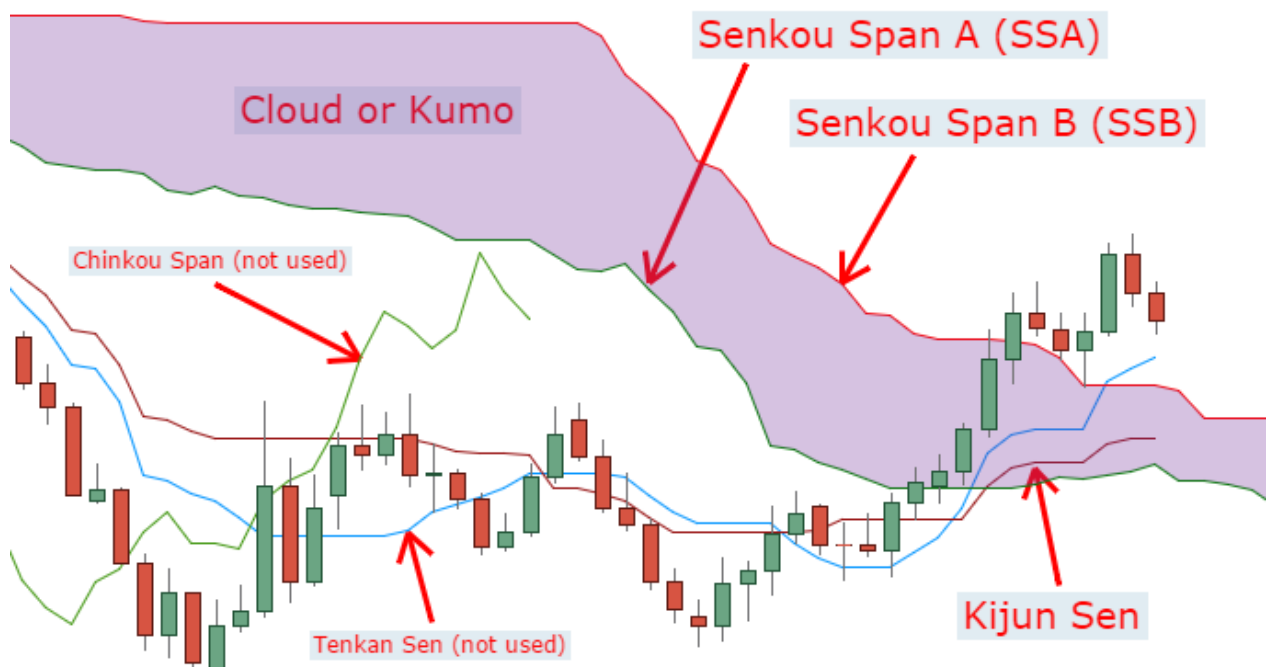 Senkou Span A (SSA)
Cloud or Kumo
Senkou Span B (SSB)
Chinkou Span (not used)
Kijun Sen
Tenkan Sen (not used)